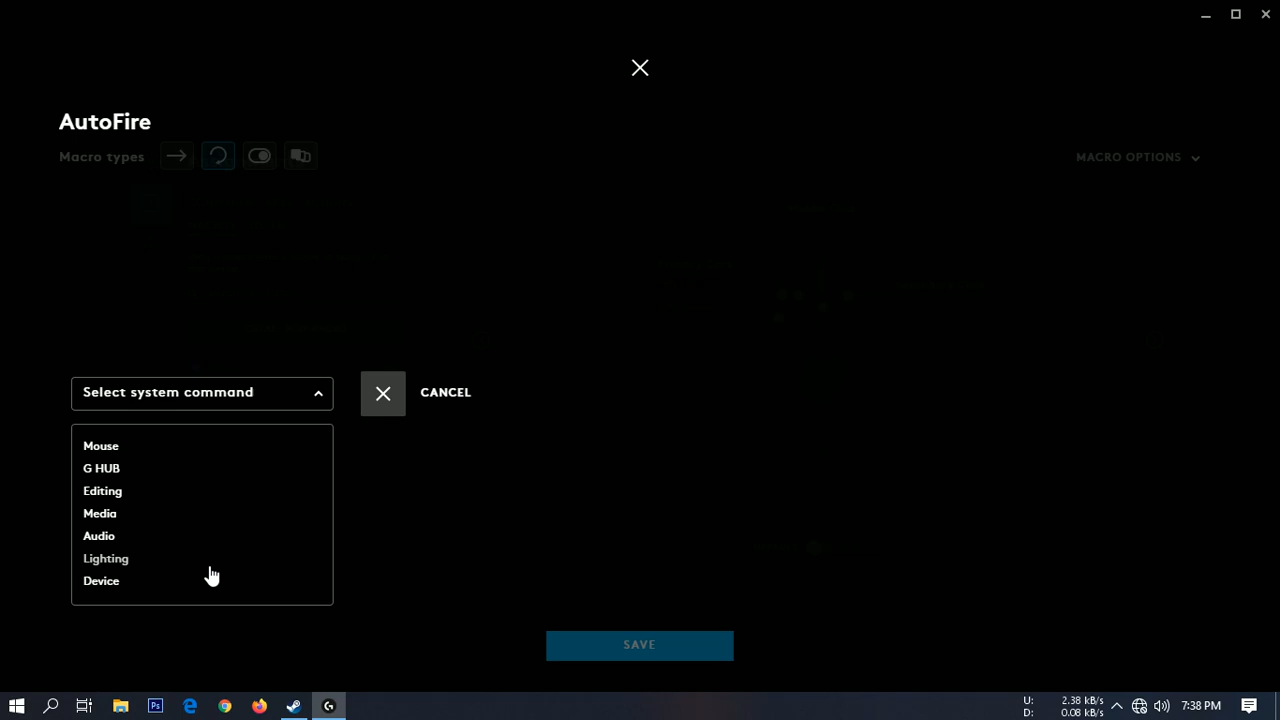 AutoFire
Macro types
MACRO OPTIONS
Select system command
CANCEL
Mouse
G HUB
Editing
Media
Audio
Lighting
Device
SAVE
U: 2.38 kB/s
D: 0.08 kB/s
7:38 PM
Ps